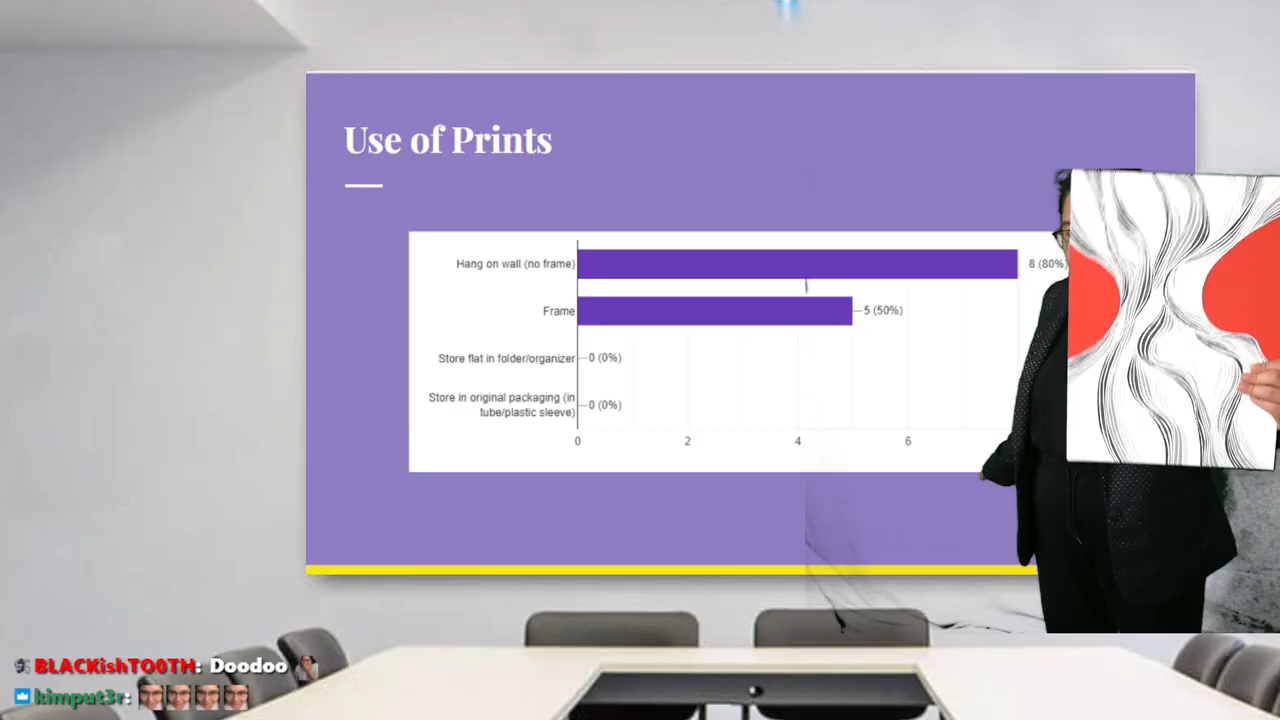 Use of Prints
Hang on wall (no frame)
8 (80%)
Frame
5 (50%)
Store flat in folder/organizer
0 (0%)
Store in original packaging (in
tube/plastic sleeve)
0 (0%)
0
2
4
6
BLACKishTO0TH: Doodoo
kimput3r: